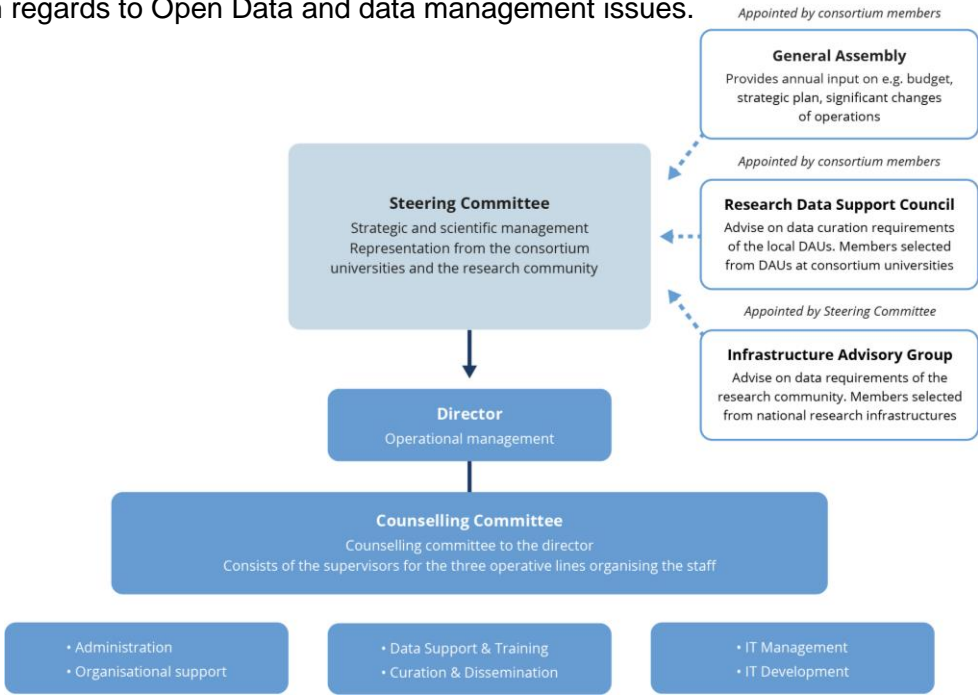 regards to Open Data and data management issues.
Appointed by consortium members
General Assembly
Provides annual input on e.g. budget,
strategic plan, significant changes
of operations
Appointed by consortium members
Research Data Support Council
Advise on data curation requirements
of the local DAUs. Members selected
from DAUs at consortium universities
Appointed by Steering Committee
Infrastructure Advisory Group
Advise on data requirements of the
research community. Members selected
from national research infrastructures
Steering Committee
Strategic and scientific management
Representation from the consortium
universities and the research community
Director
Operational management
Counselling Committee
Counselling committee to the director
Consists of the supervisors for the three operative lines organising the staff
• Administration
• Organisational support
• Data Support & Training
• Curation & Dissemination
• IT Management
• IT Development